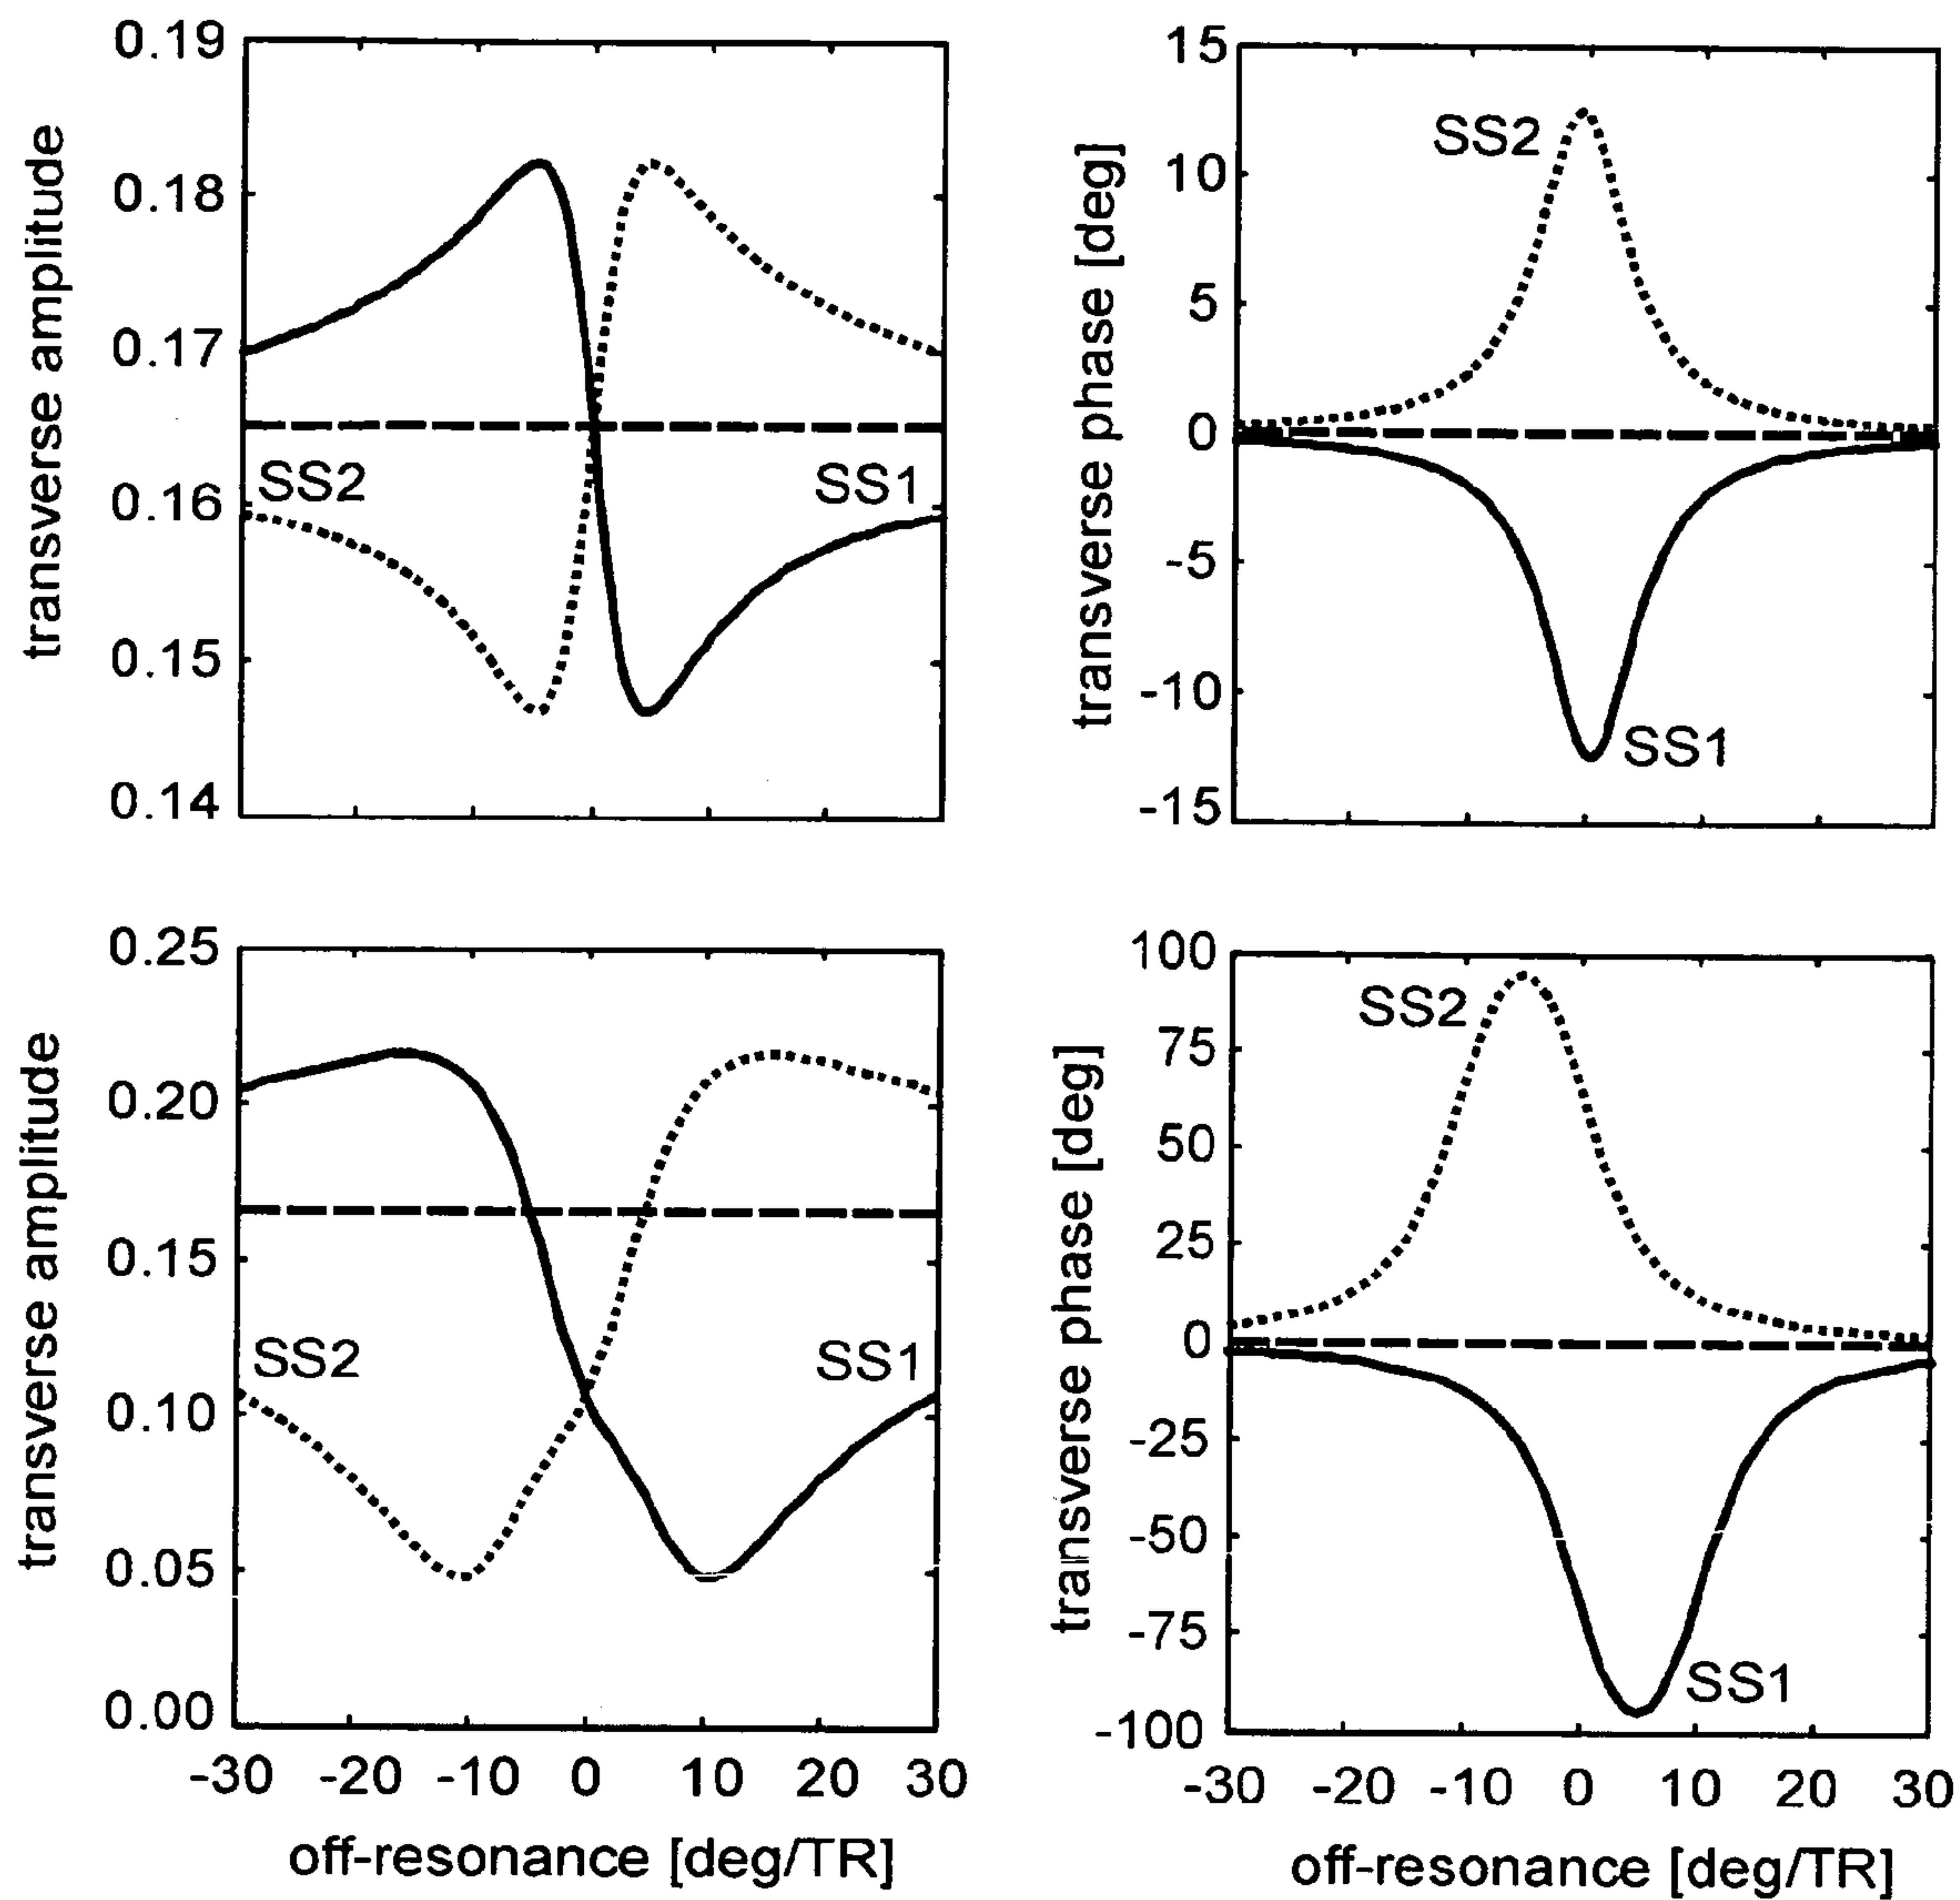 transverse amplitude
0.19
0.18
0.17
0.16
0.15
0.14
SS2
SS1
transverse phase [deg]
15
10
5
0
-5
-10
-15
SS2
SS1
transverse amplitude
0.25
0.20
0.15
0.10
0.05
0.00
SS2
SS1
-30 -20 -10 0 10 20 30
off-resonance [deg/TR]
transverse phase [deg]
100
75
50
25
0
-25
-50
-75
-100
SS2
SS1
-30 -20 -10 0 10 20 30
off-resonance [deg/TR]